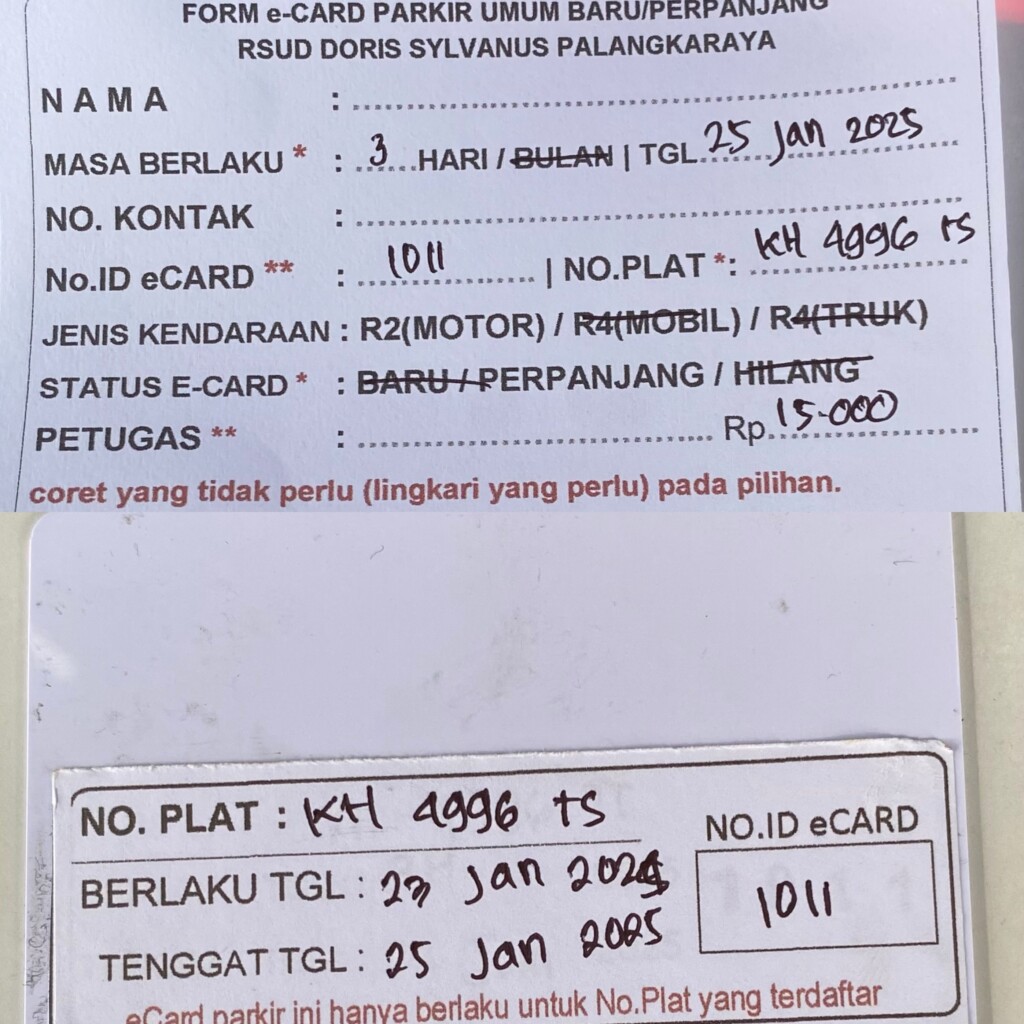 FORM e-CARD PARKIR UMUM BARU/PERPANJANG
RSUD DORIS SYLVANUS PALANGKARAYA
NAMA :
MASA BERLAKU * : 3 HARI / BULAN | TGL. 25 Jan 2025
NO. KONTAK :
No.ID eCARD ** : 1011 | NO.PLAT *: KH 4996 TS
JENIS KENDARAAN : R2(MOTOR) / R4(MOBIL) / R4(TRUK)
STATUS E-CARD * : BARU / PERPANJANG / HILANG
PETUGAS ** : Rp. 15.000
coret yang tidak perlu (lingkari yang perlu) pada pilihan.
NO. PLAT : KH 4996 TS
NO.ID eCARD
BERLAKU TGL : 23 Jan 2025
1011
TENGGAT TGL : 25 Jan 2025
eCard parkir ini hanya berlaku untuk No.Plat yang terdaftar